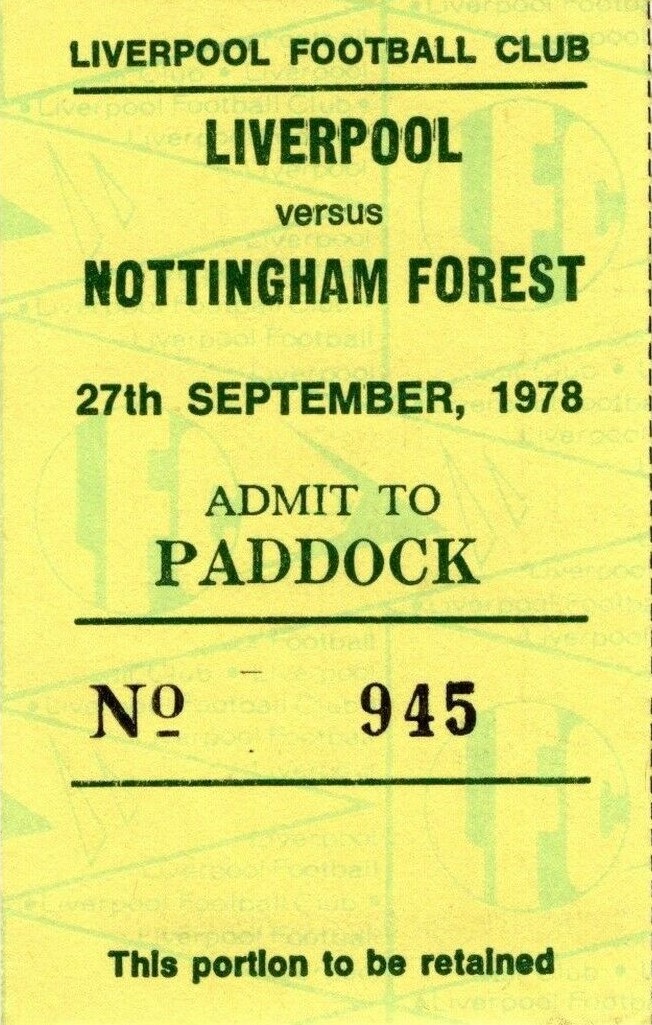 LIVERPOOL FOOTBALL CLUB
LIVERPOOL
versus
NOTTINGHAM FOREST
27th SEPTEMBER, 1978
ADMIT TO
PADDOCK
Nº 945
This portion to be retained